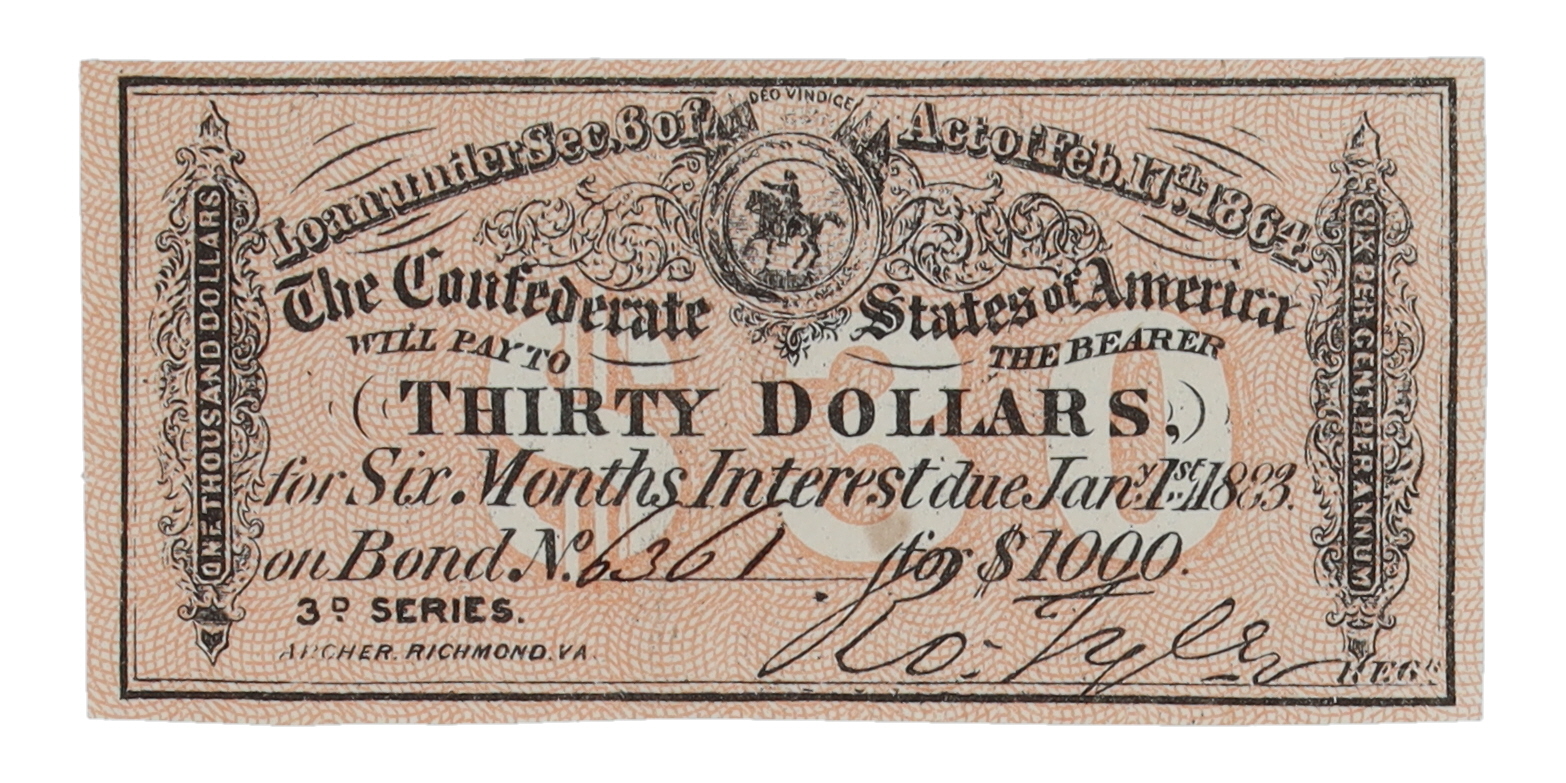 DEO VINDICE
Loan under Sec. 6 of Act of Feb. 17th, 1864.
The Confederate States of America
WILL PAY TO THE BEARER
(THIRTY DOLLARS,)
for Six Months Interest due Jany. 1st, 1883.
on Bond No. 6361 for $1000.
3D SERIES.
ARCHER. RICHMOND. VA.
Ro. Tyler REGR
ONE THOUSAND DOLLARS
SIX PER CENT PER ANNUM
$30